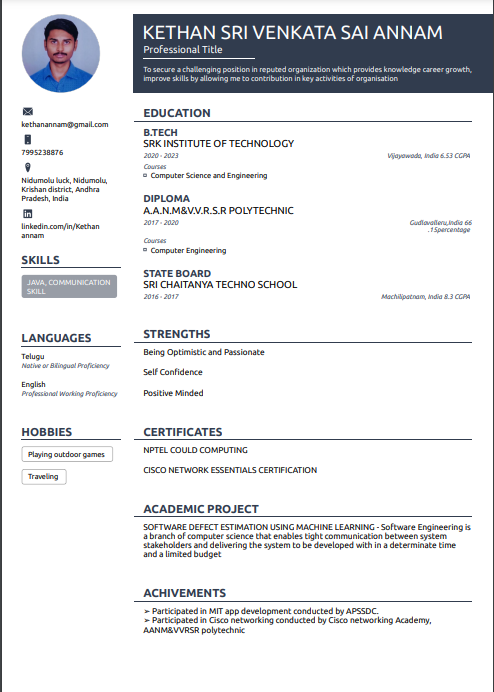 KETHAN SRI VENKATA SAI ANNAM
Professional Title
To secure a challenging position in reputed organization which provides knowledge career growth,
improve skills by allowing me to contribution in key activities of organisation
kethanannam@gmail.com
7995238876
Nidumolu luck, Nidumolu,
Krishan district, Andhra
Pradesh, India
linkedin.com/in/Kethan
annam
SKILLS
JAVA, COMMUNICATION
SKILL
LANGUAGES
Telugu
Native or Bilingual Proficiency
English
Professional Working Proficiency
HOBBIES
Playing outdoor games
Traveling
EDUCATION
B.TECH
SRK INSTITUTE OF TECHNOLOGY
2020 - 2023 Vijayawada, India 6.53 CGPA
Courses
Computer Science and Engineering
DIPLOMA
A.A.N.M&V.V.R.S.R POLYTECHNIC
2017 - 2020 Gudlavalleru,India 66
.15percentage
Courses
Computer Engineering
STATE BOARD
SRI CHAITANYA TECHNO SCHOOL
2016 - 2017 Machilipatnam, India 8.3 CGPA
STRENGTHS
Being Optimistic and Passionate
Self Confidence
Positive Minded
CERTIFICATES
NPTEL COULD COMPUTING
CISCO NETWORK ESSENTIALS CERTIFICATION
ACADEMIC PROJECT
SOFTWARE DEFECT ESTIMATION USING MACHINE LEARNING - Software Engineering is
a branch of computer science that enables tight communication between system
stakeholders and delivering the system to be developed with in a determinate time
and a limited budget
ACHIVEMENTS
➢ Participated in MIT app development conducted by APSSDC.
➢ Participated in Cisco networking conducted by Cisco networking Academy,
AANM&VVRSR polytechnic